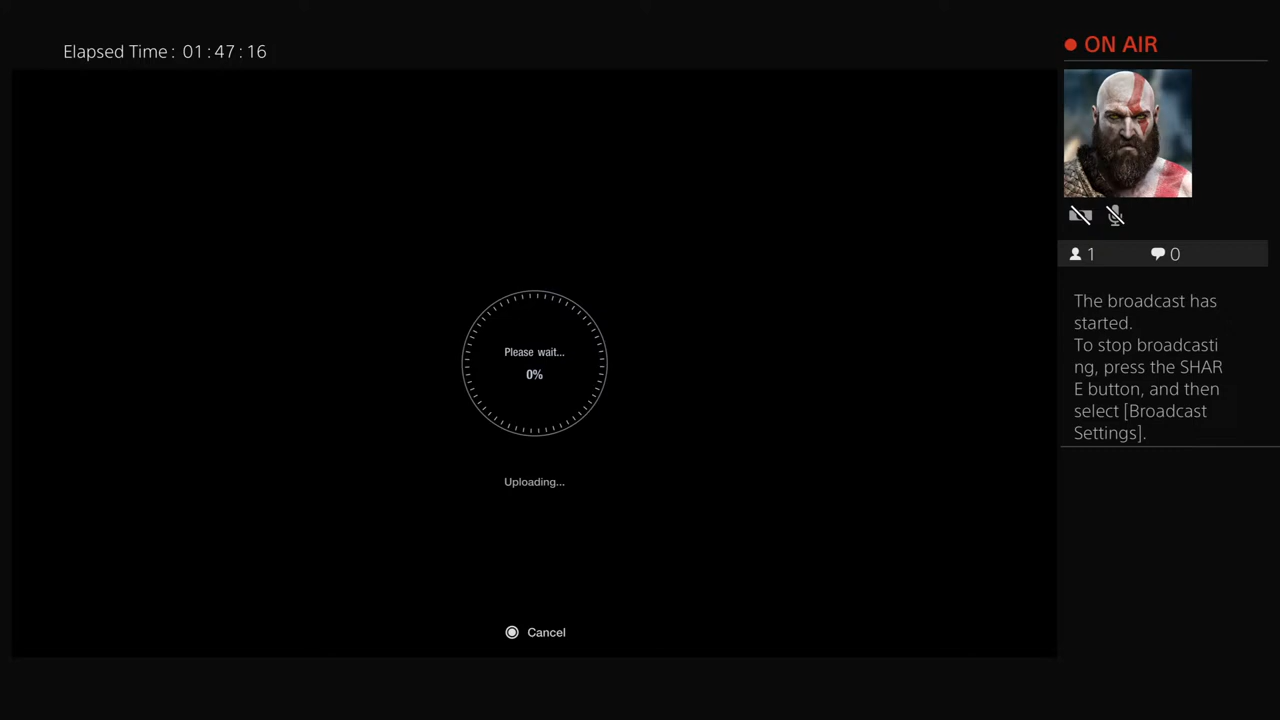 Elapsed Time: 01:47:16
ON AIR
1 0
Please wait...
0%
Uploading...
Cancel
The broadcast has
started.
To stop broadcasti
ng, press the SHAR
E button, and then
select [Broadcast
Settings].